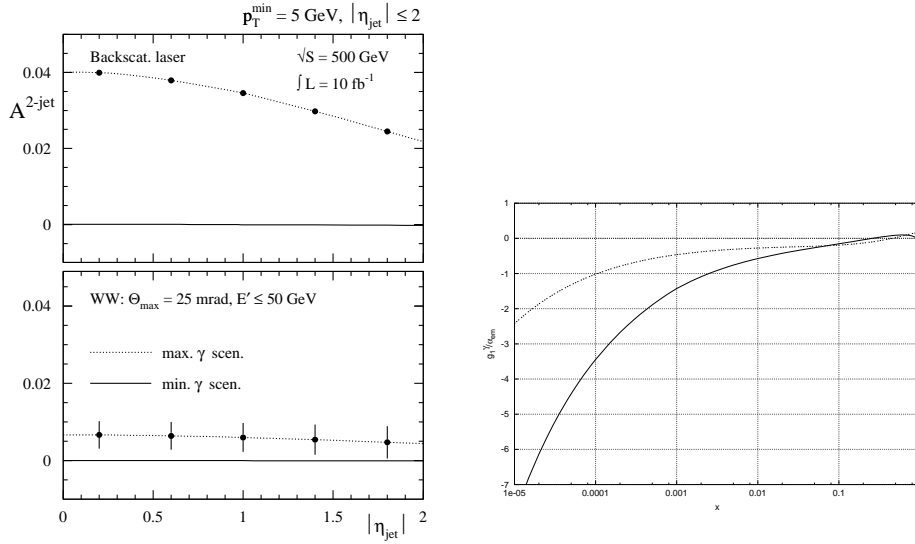 p_T^min = 5 GeV, |η_jet| ≤ 2
Backscat. laser
√S = 500 GeV
∫L = 10 fb^-1
A^2-jet
0.04
0.02
0
WW: Θ_max = 25 mrad, E′ ≤ 50 GeV
max. γ scen.
min. γ scen.
0.04
0.02
0
0 0.5 1 1.5 2
|η_jet|
1
0
-1
-2
-3
-4
-5
-6
-7
g_1^γ/α_em
1e-05 0.0001 0.001 0.01 0.1
x